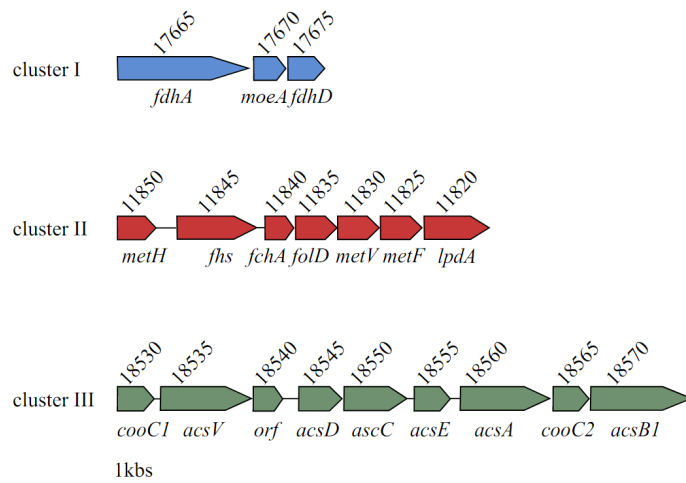 17665 17670 17675
cluster I
fdhA moeA fdhD
11850 11845 11840 11835 11830 11825 11820
cluster II
metH fhs fchA folD metV metF lpdA
18530 18535 18540 18545 18550 18555 18560 18565 18570
cluster III
cooC1 acsV orf acsD ascC acsE acsA cooC2 acsB1
1kbs